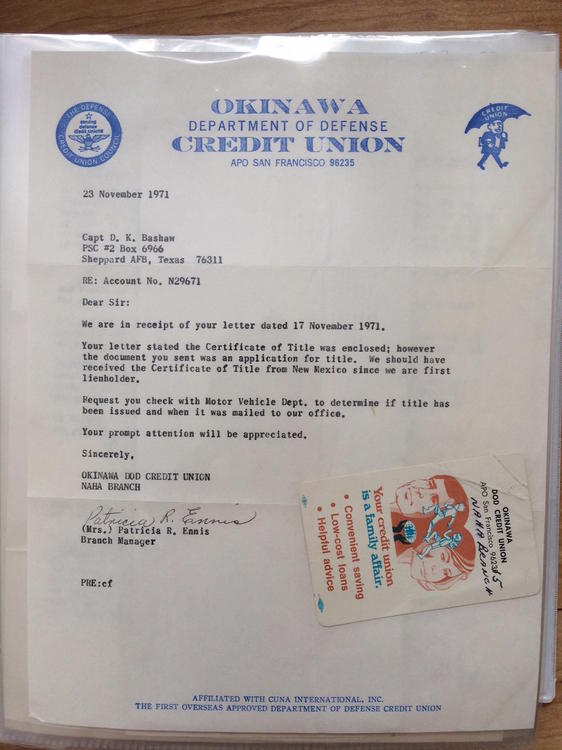 THE DEFENSE CREDIT UNION COUNCIL
serving
defense
credit unions
OKINAWA
DEPARTMENT OF DEFENSE
CREDIT UNION
APO SAN FRANCISCO 96235
CREDIT
UNION
23 November 1971
Capt D. K. Bashaw
PSC #2 Box 6966
Sheppard AFB, Texas 76311
RE: Account No. N29671
Dear Sir:
We are in receipt of your letter dated 17 November 1971.
Your letter stated the Certificate of Title was enclosed; however
the document you sent was an application for title. We should have
received the Certificate of Title from New Mexico since we are first
lienholder.
Request you check with Motor Vehicle Dept. to determine if title has
been issued and when it was mailed to our office.
Your prompt attention will be appreciated.
Sincerely,
OKINAWA DOD CREDIT UNION
NAHA BRANCH
Patricia R. Ennis
(Mrs.) Patricia R. Ennis
Branch Manager
PRE:cf
OKINAWA
DOD CREDIT UNION
APO San Francisco 96235
NAHA BRANCH
Your credit union
is a family affair.
• Convenient saving
• Low-cost loans
• Helpful advice
AFFILIATED WITH CUNA INTERNATIONAL, INC.
THE FIRST OVERSEAS APPROVED DEPARTMENT OF DEFENSE CREDIT UNION